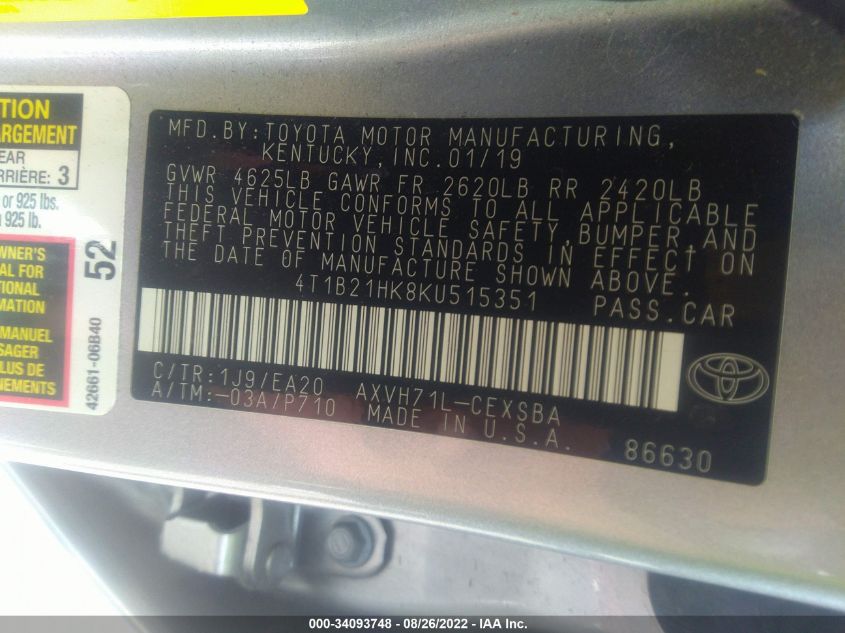 TION
ARGEMENT
EAR
ARRIÈRE: 3
or 925 lbs.
925 lb.
WNER'S
AL FOR
TIONAL
MATION
MANUEL
SAGER
LUS DE
NEMENTS
52
42661-06B40
MFD.BY:TOYOTA MOTOR MANUFACTURING,
KENTUCKY,INC.01/19
GVWR 4625LB GAWR FR 2620LB RR 2420LB
THIS VEHICLE CONFORMS TO ALL APPLICABLE
FEDERAL MOTOR VEHICLE SAFETY,BUMPER,AND
THEFT PREVENTION STANDARDS IN EFFECT ON
THE DATE OF MANUFACTURE SHOWN ABOVE.
4T1B21HK8KU515351
PASS.CAR
C/TR:1J9/EA20 AXVH71L-CEXSBA
A/TM:-03A/P710 MADE IN U.S.A.
86630
000-34093748 - 08/26/2022 - IAA Inc.